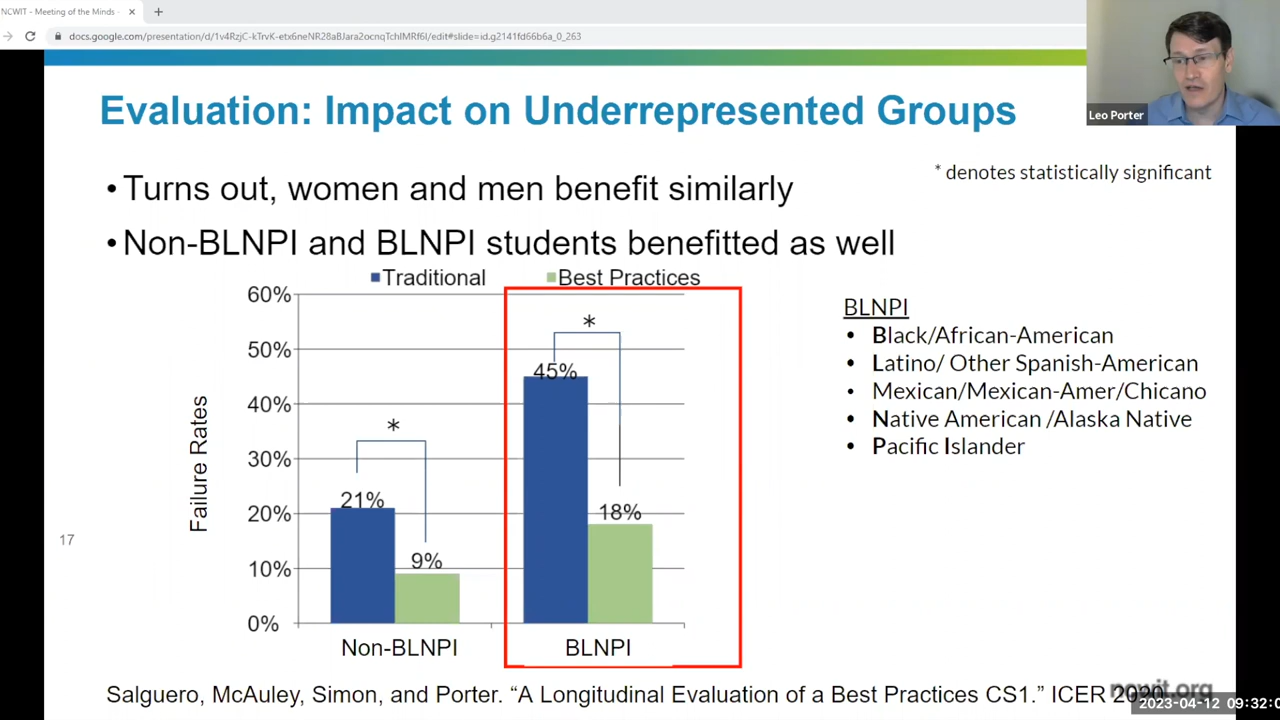 NCWIT - Meeting of the Minds
docs.google.com/presentation/d/1v4RzjC-kTrvK-etx6neNR28aBJara2ocnqTchIMRf6I/edit#slide=id.g2141fd66b6a_0_263
Leo Porter
Evaluation: Impact on Underrepresented Groups
* denotes statistically significant
• Turns out, women and men benefit similarly
• Non-BLNPI and BLNPI students benefitted as well
Traditional
Best Practices
60%
50%
40%
30%
20%
10%
0%
Failure Rates
*
21%
9%
*
45%
18%
Non-BLNPI
BLNPI
BLNPI
• Black/African-American
• Latino/ Other Spanish-American
• Mexican/Mexican-Amer/Chicano
• Native American /Alaska Native
• Pacific Islander
17
Salguero, McAuley, Simon, and Porter. “A Longitudinal Evaluation of a Best Practices CS1.” ICER 2020
ncwit.org
2023-04-12 09:32:0